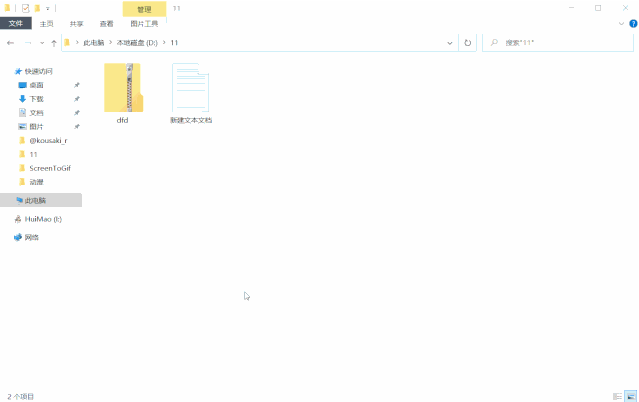 管理
11
文件 主页 共享 查看 图片工具
此电脑 本地磁盘 (D:) 11
搜索"11"
快速访问
桌面
下载
文档
图片
@kousaki_r
11
ScreenToGif
动漫
此电脑
HuiMao (I:)
网络
dfd
新建文本文档
2 个项目